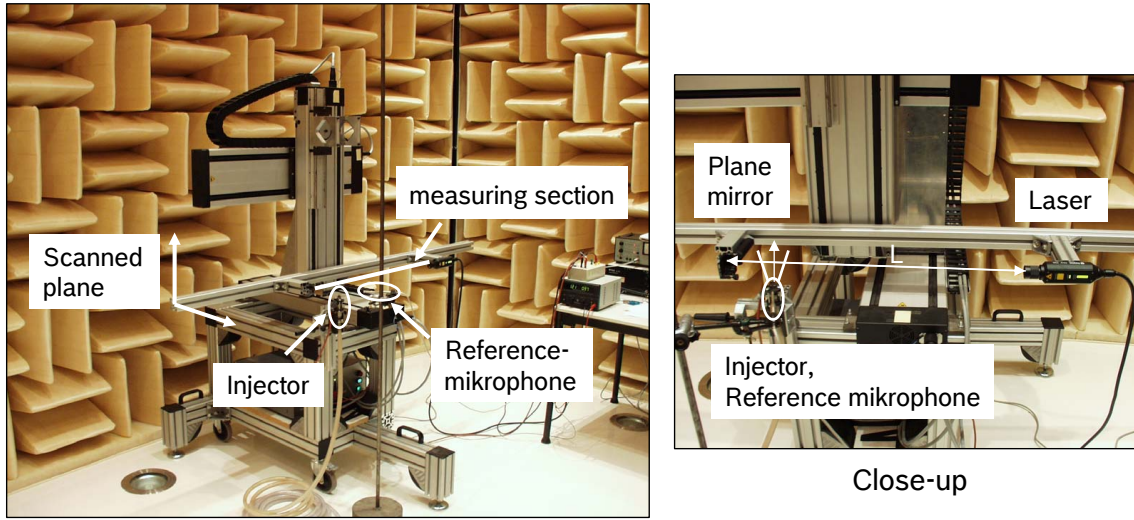 measuring section
Scanned
plane
Injector
Reference-
mikrophone
Plane
mirror
Laser
L
Injector,
Reference mikrophone
Close-up